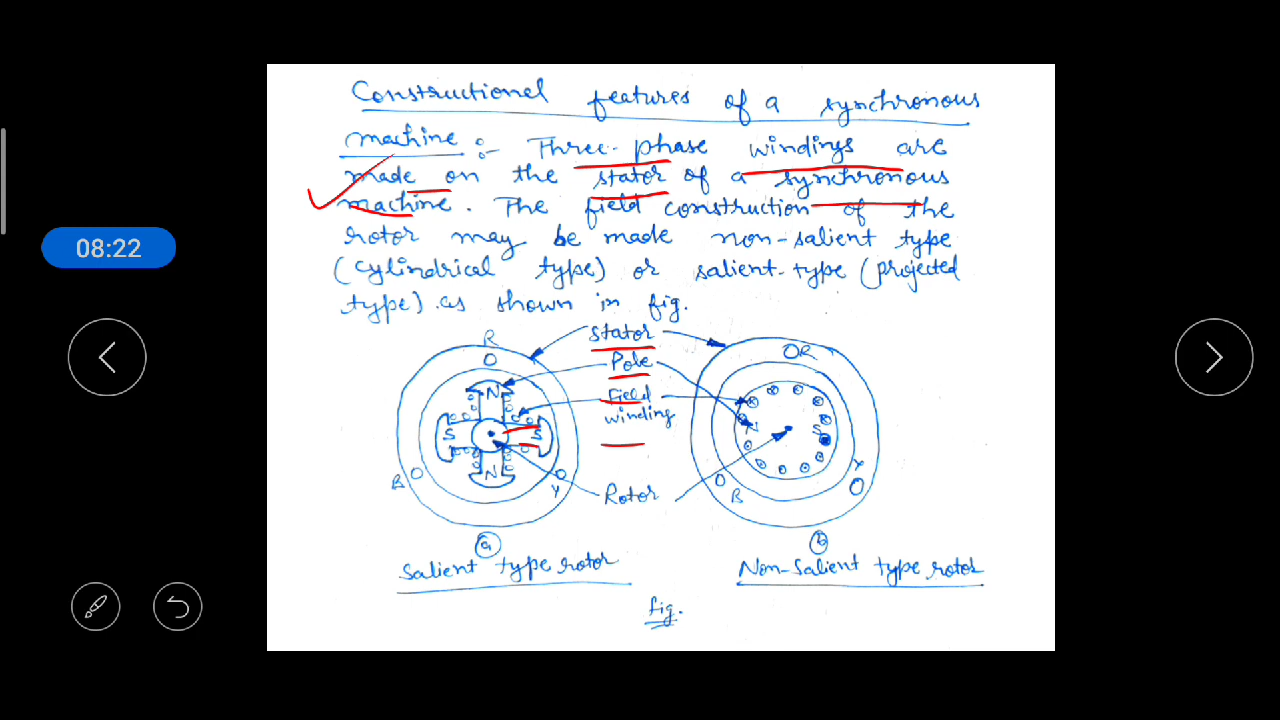 Constructional features of a synchronous
machine :- Three-phase windings are
made on the stator of a synchronous
machine. The field construction of the
rotor may be made non-salient type
(cylindrical type) or salient-type (projected
type) as shown in fig.
08:22
R
Stator
Pole
Field
winding
Rotor
N
S
S
N
B
Y
R
N
S
B
Y
a
Salient type rotor
b
Non-Salient type rotor
fig.